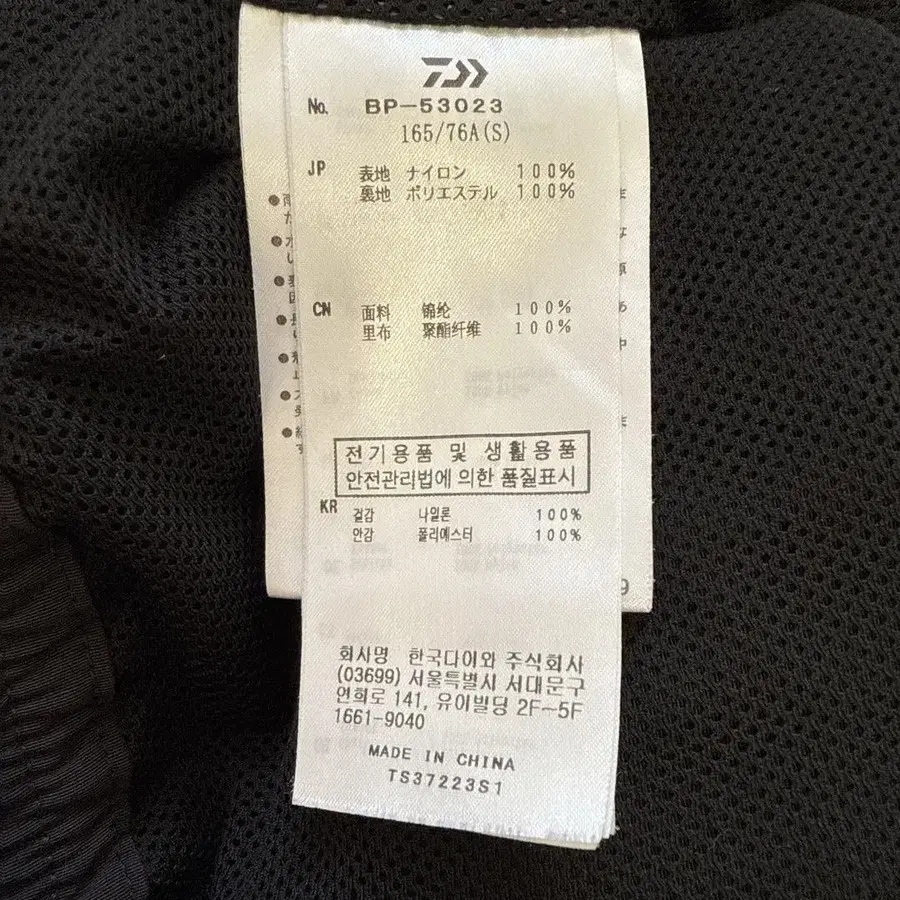 No. BP-53023
165/76A(S)
JP 表地 ナイロン 100%
裏地 ポリエステル 100%
CN 面料 锦纶 100%
里布 聚酯纤维 100%
전기용품 및 생활용품
안전관리법에 의한 품질표시
KR 겉감 나일론 100%
안감 폴리에스터 100%
회사명 한국다이와 주식회사
(03699) 서울특별시 서대문구
연희로 141, 유이빌딩 2F~5F
1661-9040
MADE IN CHINA
TS37223S1